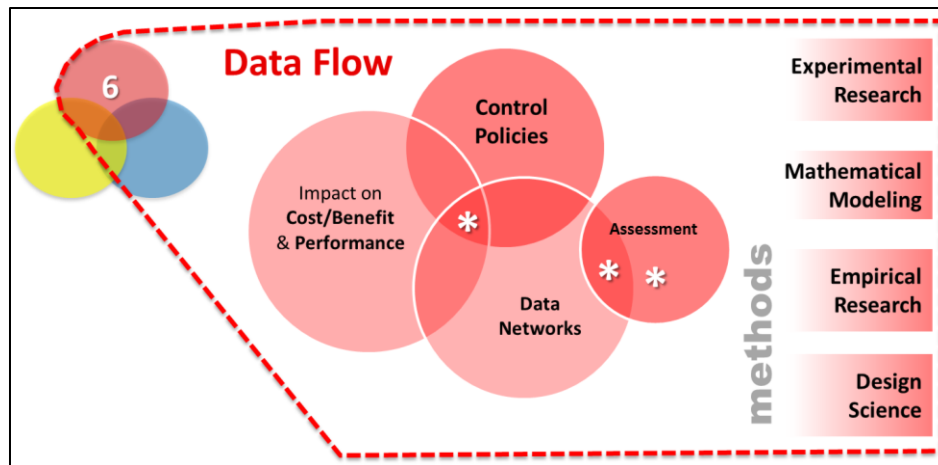 6
Data Flow
Control
Policies
Impact on
Cost/Benefit
& Performance
*
Assessment
*
*
Data
Networks
methods
Experimental
Research
Mathematical
Modeling
Empirical
Research
Design
Science